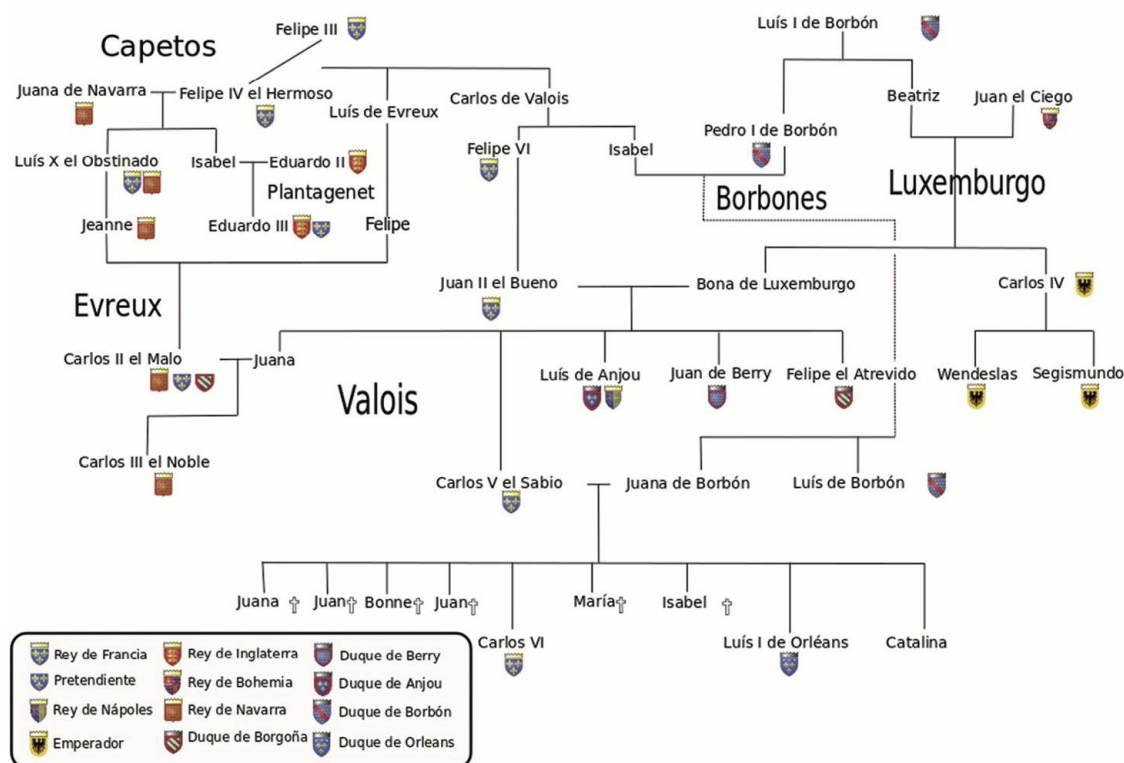 Felipe III
Luís I de Borbón
Capetos
Juana de Navarra
Felipe IV el Hermoso
Luís de Evreux
Carlos de Valois
Beatriz
Juan el Ciego
Pedro I de Borbón
Luís X el Obstinado
Isabel
Eduardo II
Felipe VI
Isabel
Plantagenet
Borbones
Luxemburgo
Jeanne
Eduardo III
Felipe
Juan II el Bueno
Bona de Luxemburgo
Carlos IV
Evreux
Carlos II el Malo
Juana
Luís de Anjou
Juan de Berry
Felipe el Atrevido
Wendeslas
Segismundo
Valois
Carlos III el Noble
Carlos V el Sabio
Juana de Borbón
Luís de Borbón
Juana
Juan
Bonne
Juan
María
Isabel
Carlos VI
Luís I de Orléans
Catalina
Rey de Francia
Rey de Inglaterra
Duque de Berry
Pretendiente
Rey de Bohemia
Duque de Anjou
Rey de Nápoles
Rey de Navarra
Duque de Borbón
Emperador
Duque de Borgoña
Duque de Orleans